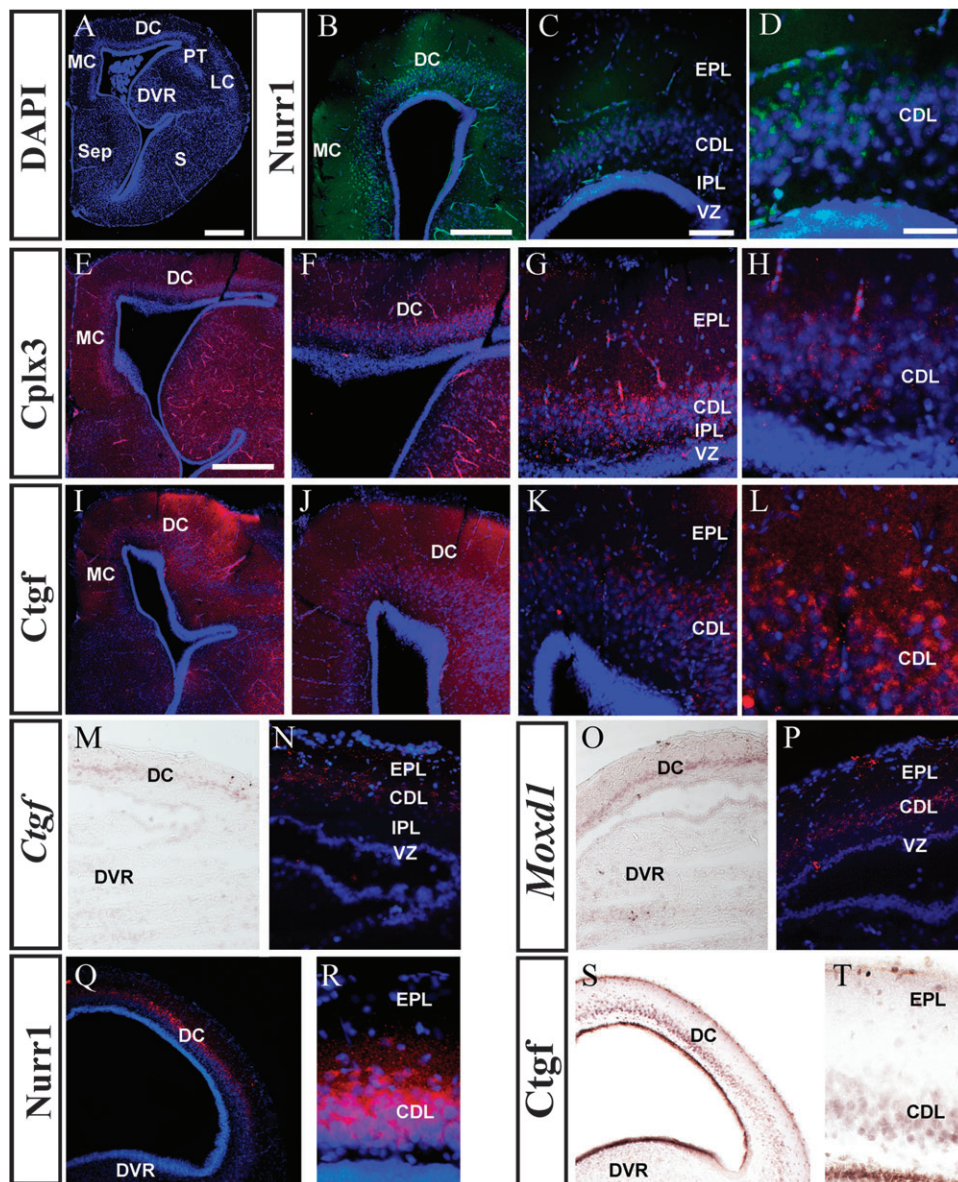 DAPI
A
DC
MC
PT
LC
DVR
Sep
S
Nurr1
B
DC
MC
C
EPL
CDL
IPL
VZ
D
CDL
Cplx3
E
DC
MC
F
DC
G
EPL
CDL
IPL
VZ
H
CDL
Ctgf
I
DC
MC
J
DC
K
EPL
CDL
L
CDL
Ctgf
M
DC
DVR
N
EPL
CDL
IPL
VZ
Moxd1
O
DC
DVR
P
EPL
CDL
VZ
Nurr1
Q
DC
DVR
R
EPL
CDL
Ctgf
S
DC
DVR
T
EPL
CDL